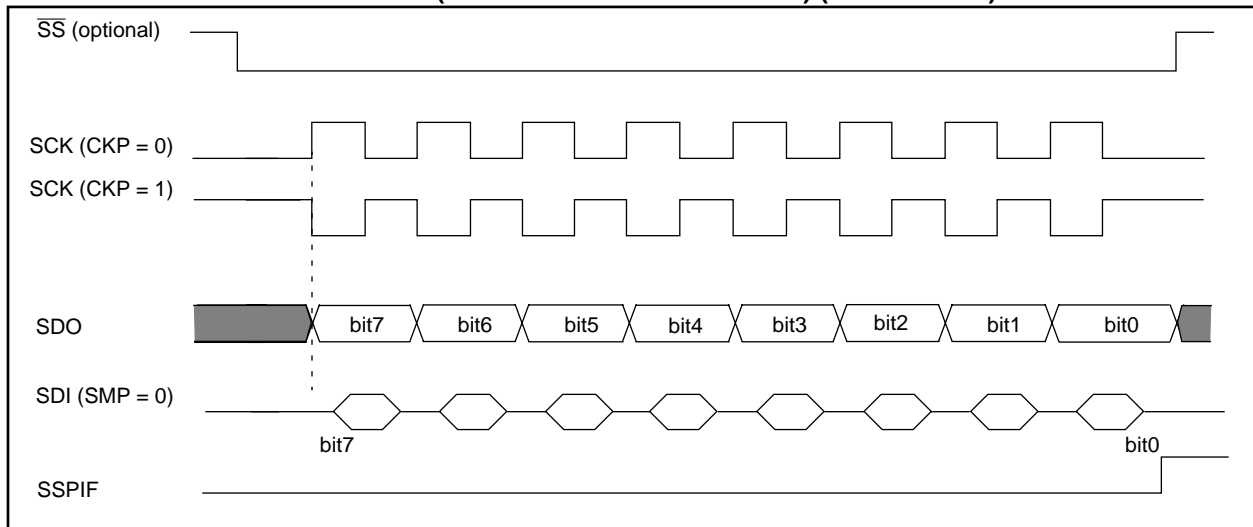 SS (optional)
SCK (CKP = 0)
SCK (CKP = 1)
SDO
bit7 bit6 bit5 bit4 bit3 bit2 bit1 bit0
SDI (SMP = 0)
bit7 bit0
SSPIF